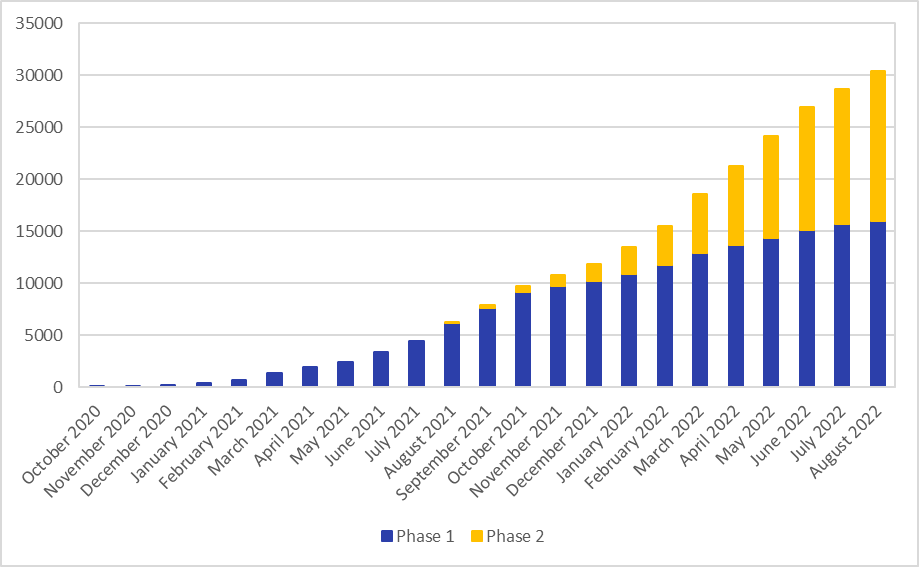 35000
30000
25000
20000
15000
10000
5000
0
October 2020
November 2020
December 2020
January 2021
February 2021
March 2021
April 2021
May 2021
June 2021
July 2021
August 2021
September 2021
October 2021
November 2021
December 2021
January 2022
February 2022
March 2022
April 2022
May 2022
June 2022
July 2022
August 2022
Phase 1 Phase 2